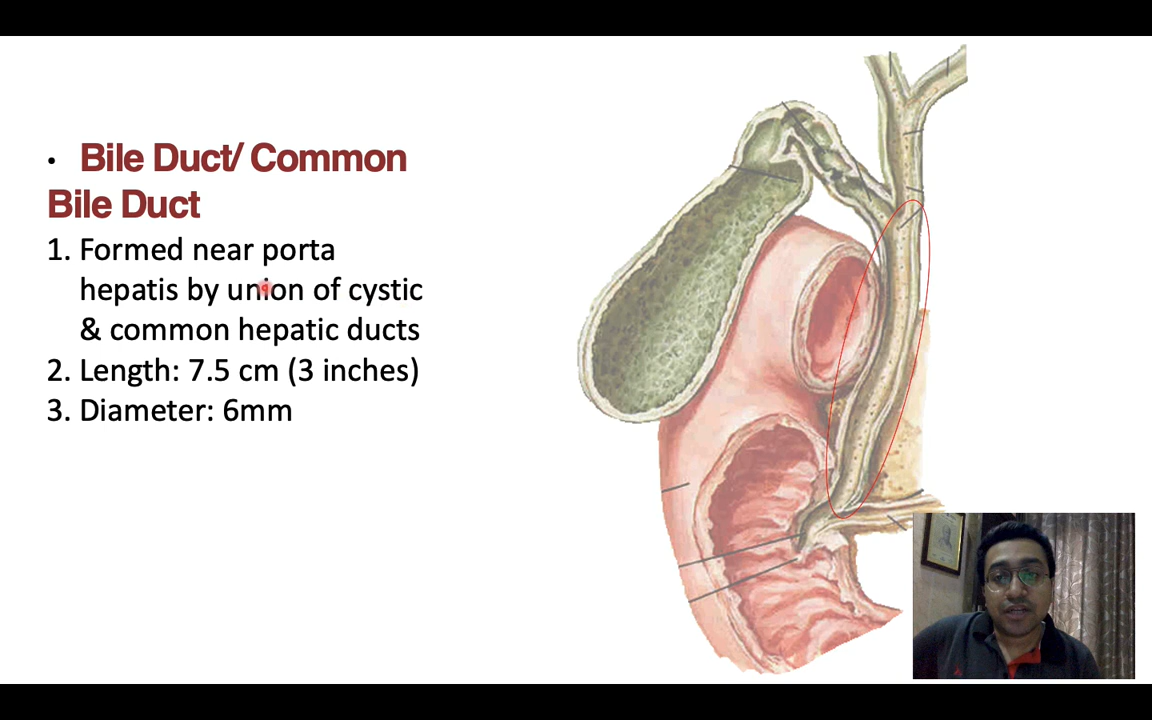 • Bile Duct/ Common
Bile Duct
1. Formed near porta
hepatis by union of cystic
& common hepatic ducts
2. Length: 7.5 cm (3 inches)
3. Diameter: 6mm